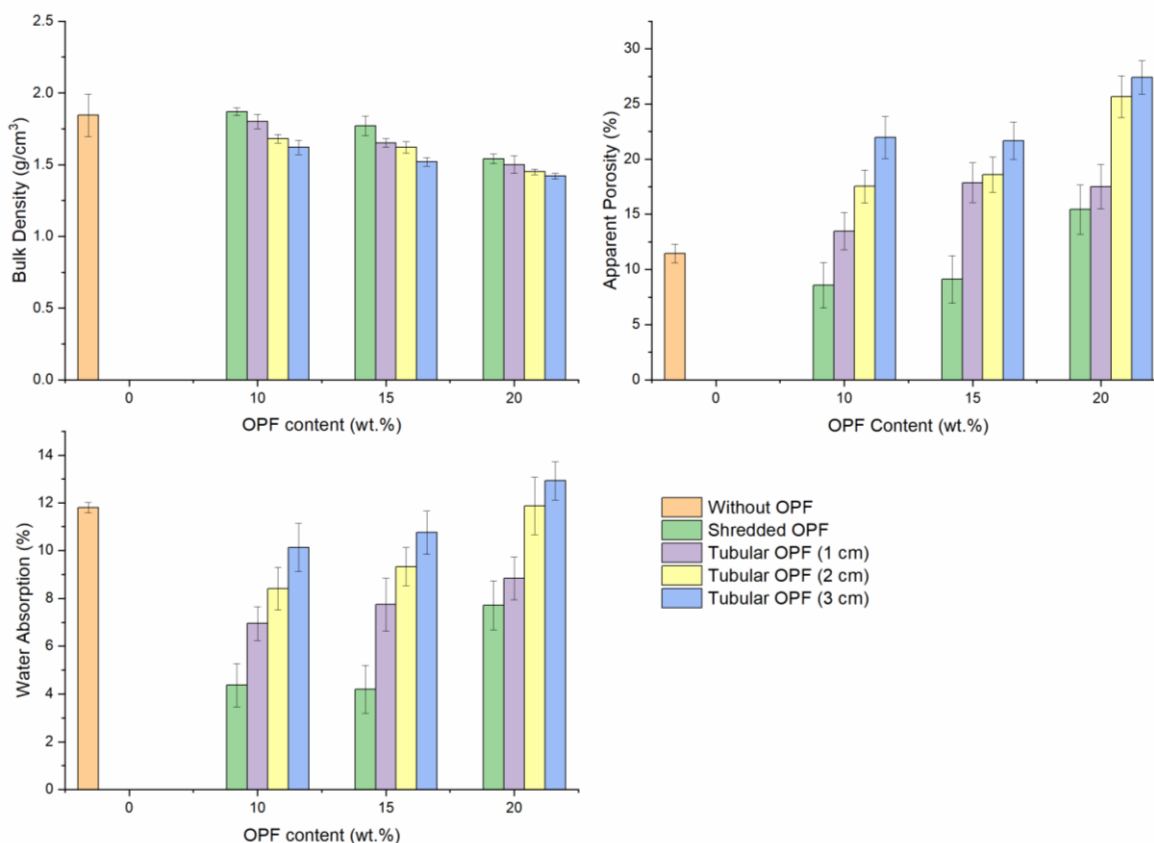 2.5
2.0
1.5
1.0
0.5
0.0
Bulk Density (g/cm³)
0 10 15 20
OPF content (wt.%)
30
25
20
15
10
5
0
Apparent Porosity (%)
0 10 15 20
OPF Content (wt.%)
14
12
10
8
6
4
2
0
Water Absorption (%)
0 10 15 20
OPF content (wt.%)
Without OPF
Shredded OPF
Tubular OPF (1 cm)
Tubular OPF (2 cm)
Tubular OPF (3 cm)